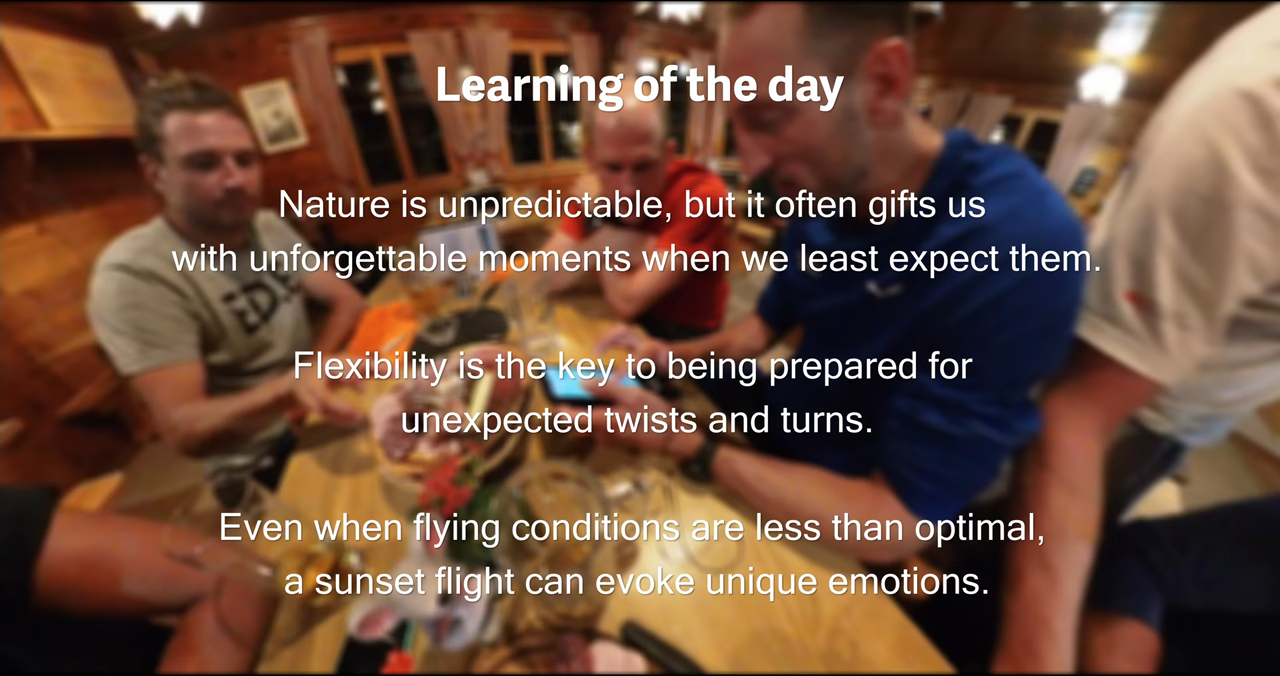 Learning of the day
Nature is unpredictable, but it often gifts us
with unforgettable moments when we least expect them.
Flexibility is the key to being prepared for
unexpected twists and turns.
Even when flying conditions are less than optimal,
a sunset flight can evoke unique emotions.